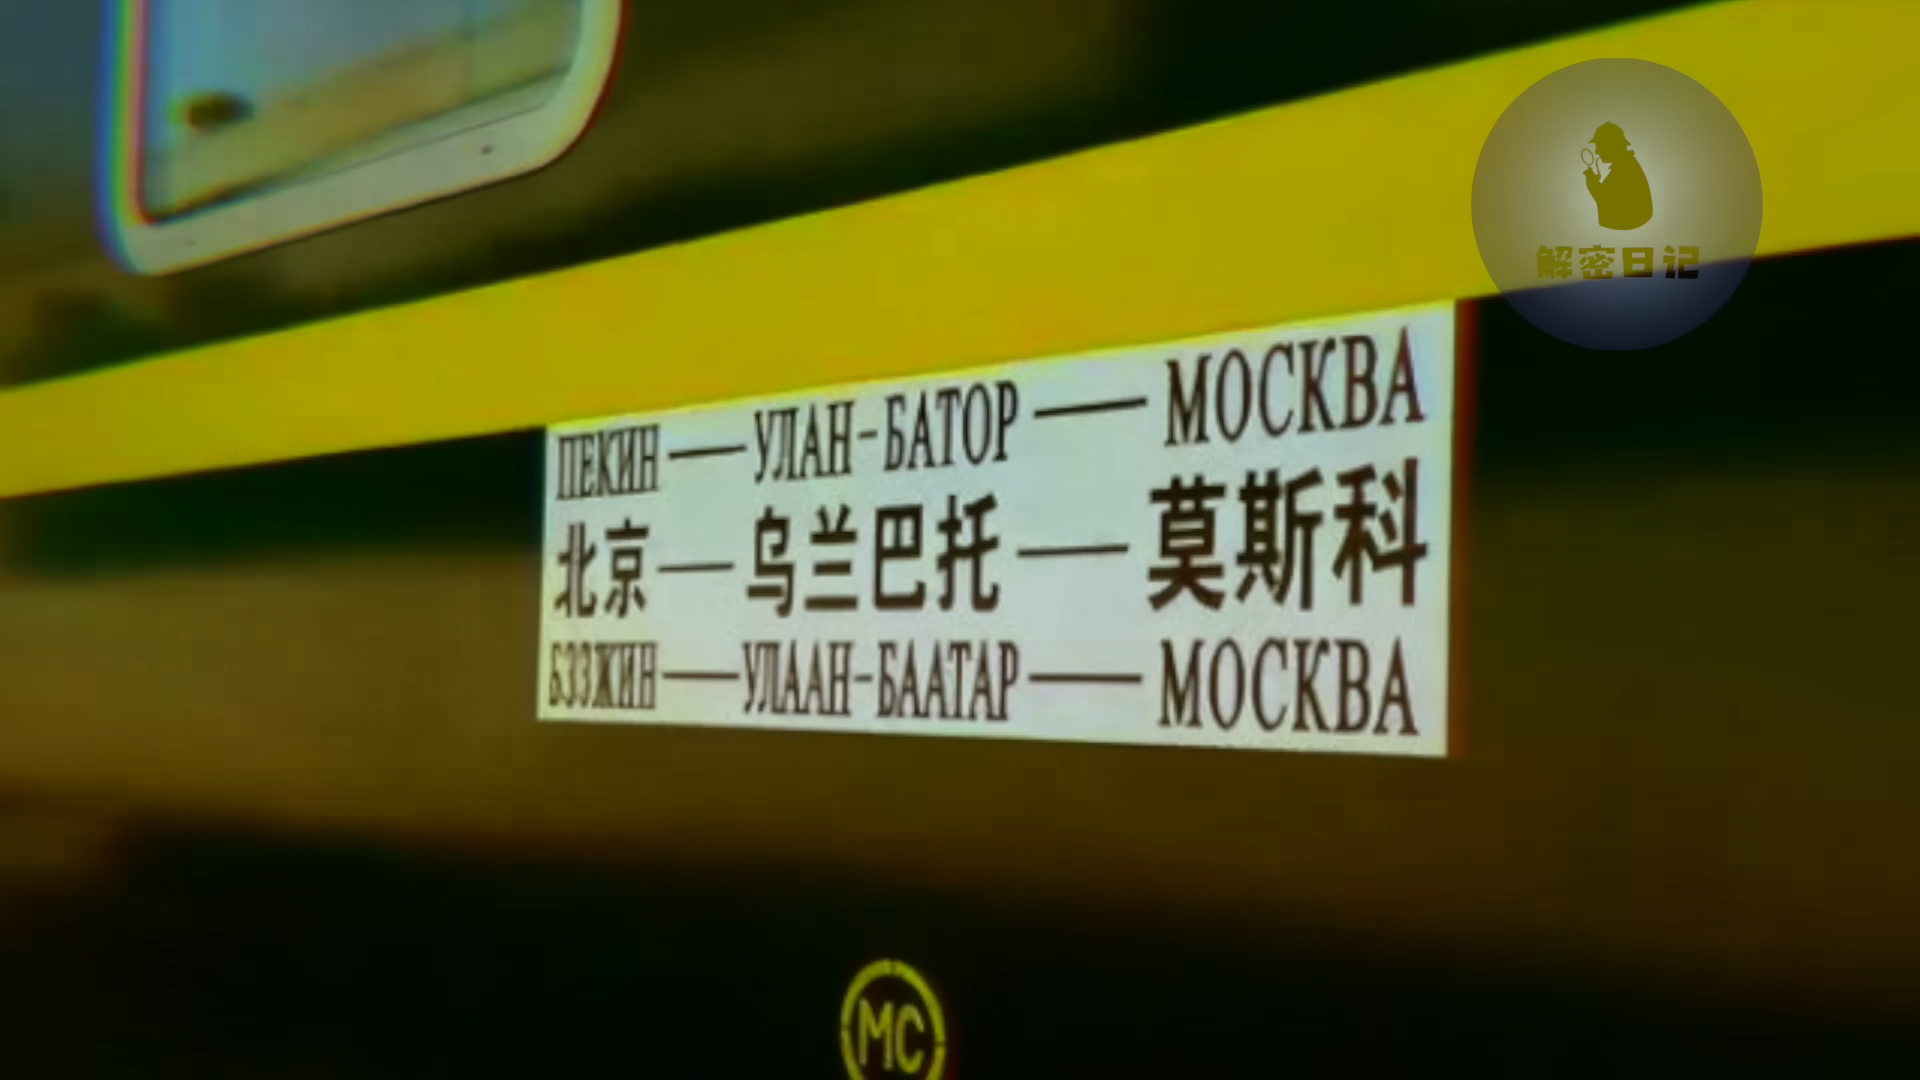 解密日记
ПЕКИН — УЛАН-БАТОР — МОСКВА
北京 — 乌兰巴托 — 莫斯科
БЗЗЖИН — УЛААН-БААТАР — МОСКВА
МС